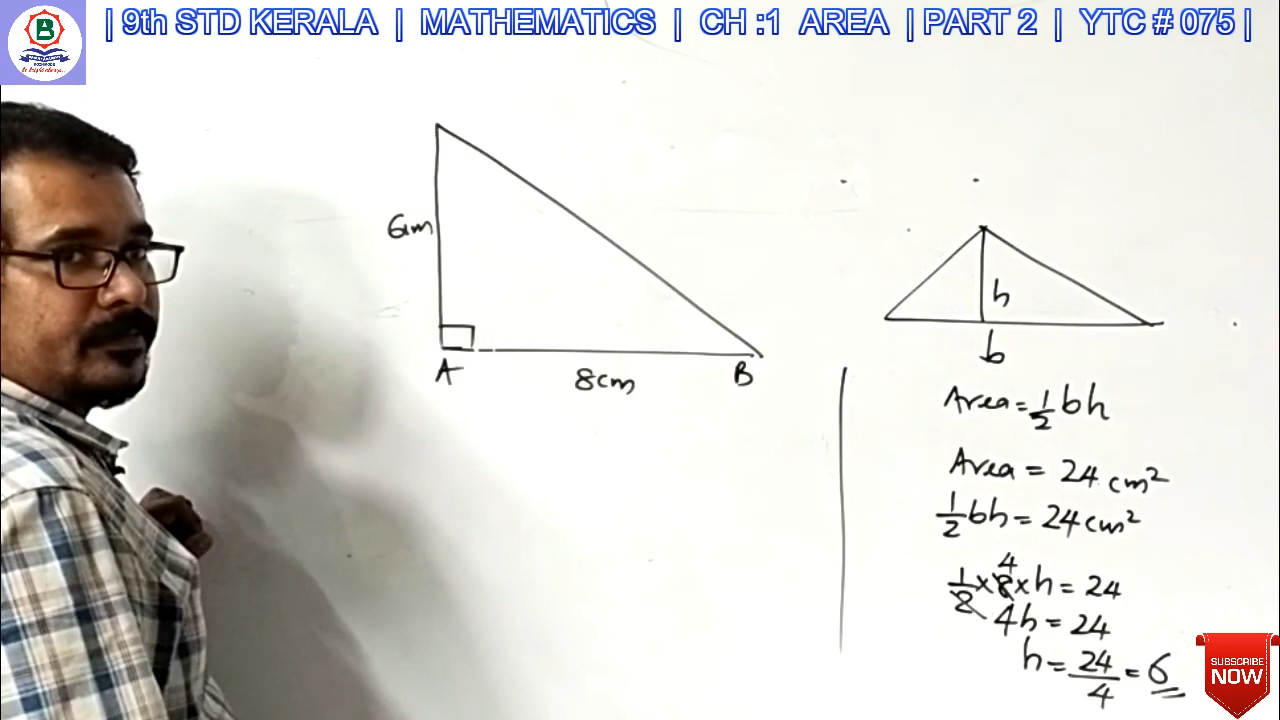 | 9th STD KERALA | MATHEMATICS | CH :1 AREA | PART 2 | YTC # 075 |
B
6cm
A
8cm
B
h
b
Area = 1/2 bh
Area = 24 cm²
1/2 bh = 24 cm²
4
1/2 × 8 × h = 24
4h = 24
h = 24/4 = 6
SUBSCRIBE
NOW